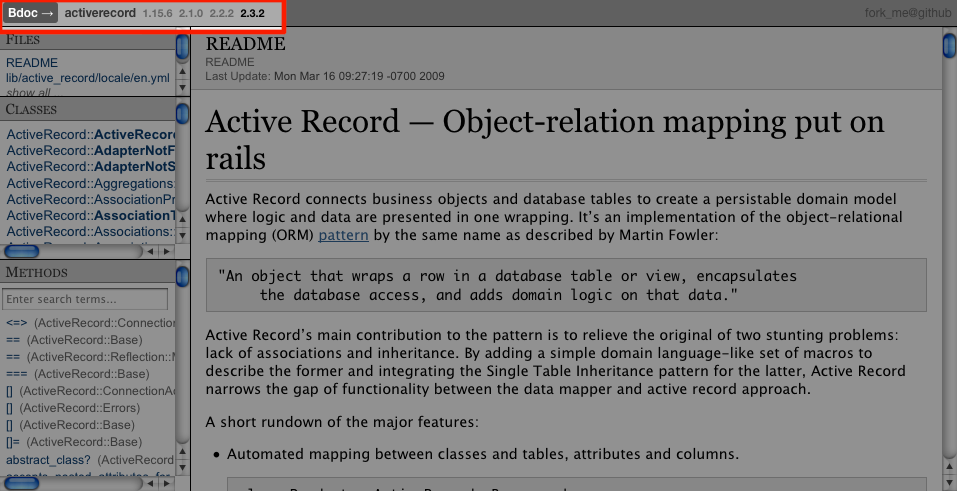 Bdoc → activerecord 1.15.6 2.1.0 2.2.2 2.3.2
fork_me@github
FILES
README
lib/active_record/locale/en.yml
show all ...
CLASSES
ActiveRecord::ActiveRecor
ActiveRecord::AdapterNotF
ActiveRecord::AdapterNotS
ActiveRecord::Aggregations:
ActiveRecord::AssociationPr
ActiveRecord::AssociationT
ActiveRecord::Associations::
METHODS
Enter search terms...
<=> (ActiveRecord::Connection
== (ActiveRecord::Base)
== (ActiveRecord::Reflection::M
=== (ActiveRecord::Base)
[] (ActiveRecord::ConnectionAd
[] (ActiveRecord::Errors)
[] (ActiveRecord::Base)
[]= (ActiveRecord::Base)
abstract_class? (ActiveRecord
README
README
Last Update: Mon Mar 16 09:27:19 -0700 2009
Active Record — Object-relation mapping put on
rails
Active Record connects business objects and database tables to create a persistable domain model
where logic and data are presented in one wrapping. It’s an implementation of the object-relational
mapping (ORM) pattern by the same name as described by Martin Fowler:
"An object that wraps a row in a database table or view, encapsulates
the database access, and adds domain logic on that data."
Active Record’s main contribution to the pattern is to relieve the original of two stunting problems:
lack of associations and inheritance. By adding a simple domain language-like set of macros to
describe the former and integrating the Single Table Inheritance pattern for the latter, Active Record
narrows the gap of functionality between the data mapper and active record approach.
A short rundown of the major features:
• Automated mapping between classes and tables, attributes and columns.